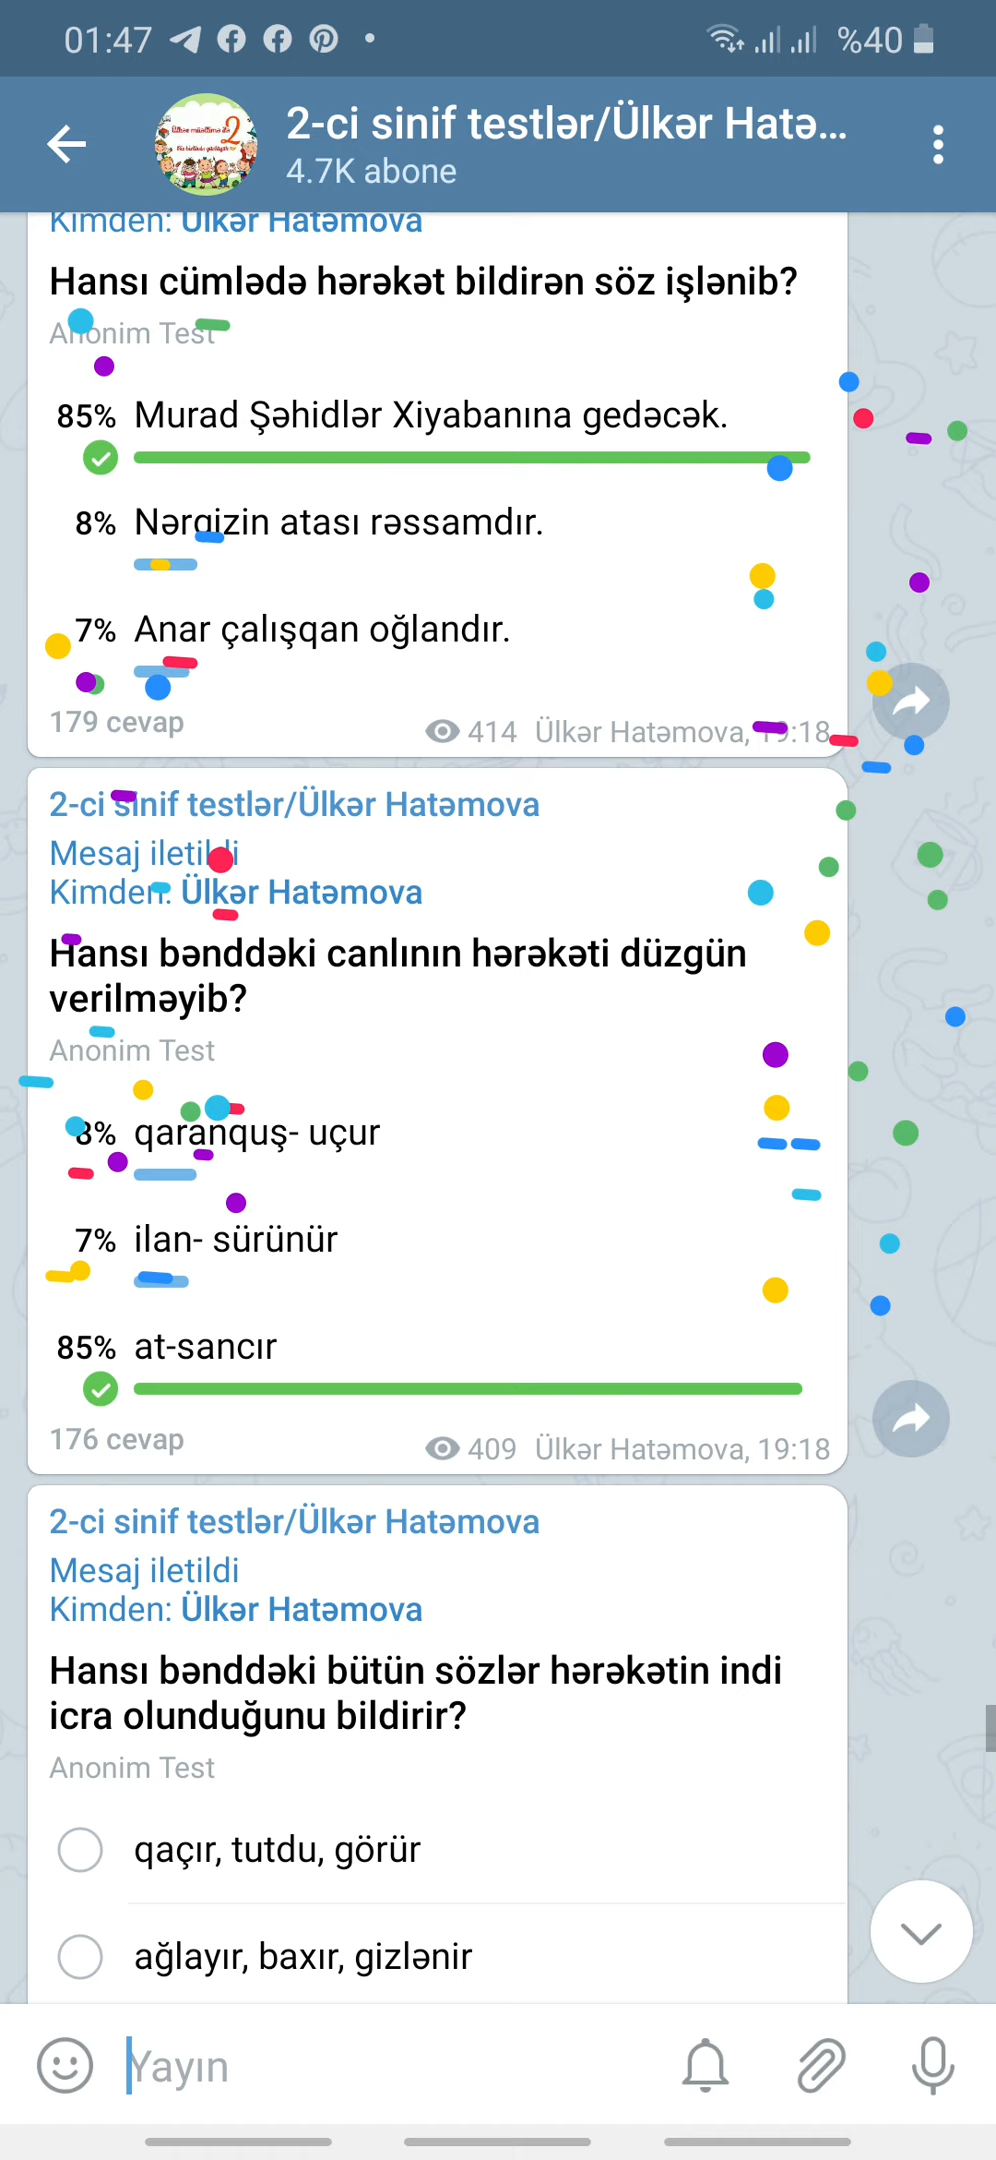 01:47
%40
2-ci sinif testlər/Ülkər Hatə...
4.7K abone
Kimden: Ülkər Hatəmova
Hansı cümlədə hərəkət bildirən söz işlənib?
Anonim Test
85% Murad Şəhidlər Xiyabanına gedəcək.
8% Nərgizin atası rəssamdır.
7% Anar çalışqan oğlandır.
179 cevap
414 Ülkər Hatəmova, 19:18
2-ci sinif testlər/Ülkər Hatəmova
Mesaj iletildi
Kimden: Ülkər Hatəmova
Hansı bənddəki canlının hərəkəti düzgün
verilməyib?
Anonim Test
8% qaranquş- uçur
7% ilan- sürünür
85% at-sancır
176 cevap
409 Ülkər Hatəmova, 19:18
2-ci sinif testlər/Ülkər Hatəmova
Mesaj iletildi
Kimden: Ülkər Hatəmova
Hansı bənddəki bütün sözlər hərəkətin indi
icra olunduğunu bildirir?
Anonim Test
qaçır, tutdu, görür
ağlayır, baxır, gizlənir
Yayın